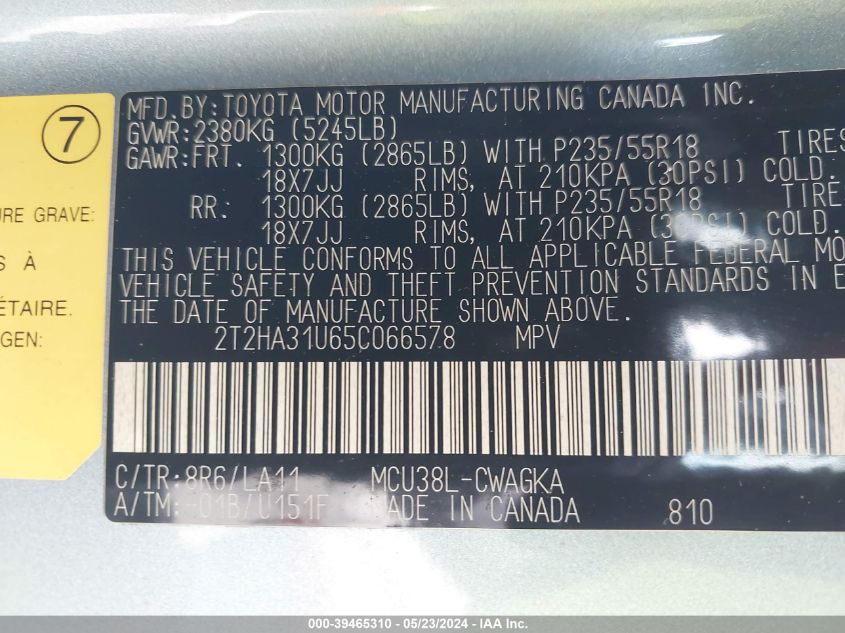 7
URE GRAVE:
S À
ÉTAIRE.
GEN:
MFD.BY:TOYOTA MOTOR MANUFACTURING CANADA INC.
GVWR:2380KG (5245LB)
GAWR:FRT. 1300KG (2865LB) WITH P235/55R18 TIRES
18X7JJ RIMS, AT 210KPA (30PSI) COLD.
RR: 1300KG (2865LB) WITH P235/55R18 TIRE
18X7JJ RIMS, AT 210KPA (30PSI) COLD.
THIS VEHICLE CONFORMS TO ALL APPLICABLE FEDERAL MO
VEHICLE SAFETY AND THEFT PREVENTION STANDARDS IN E
THE DATE OF MANUFACTURE SHOWN ABOVE.
2T2HA31U65C066578 MPV
C/TR:8R6/LA11 MCU38L-CWAGKA
A/TM:-01B/U151F MADE IN CANADA 810
000-39465310 - 05/23/2024 - IAA Inc.